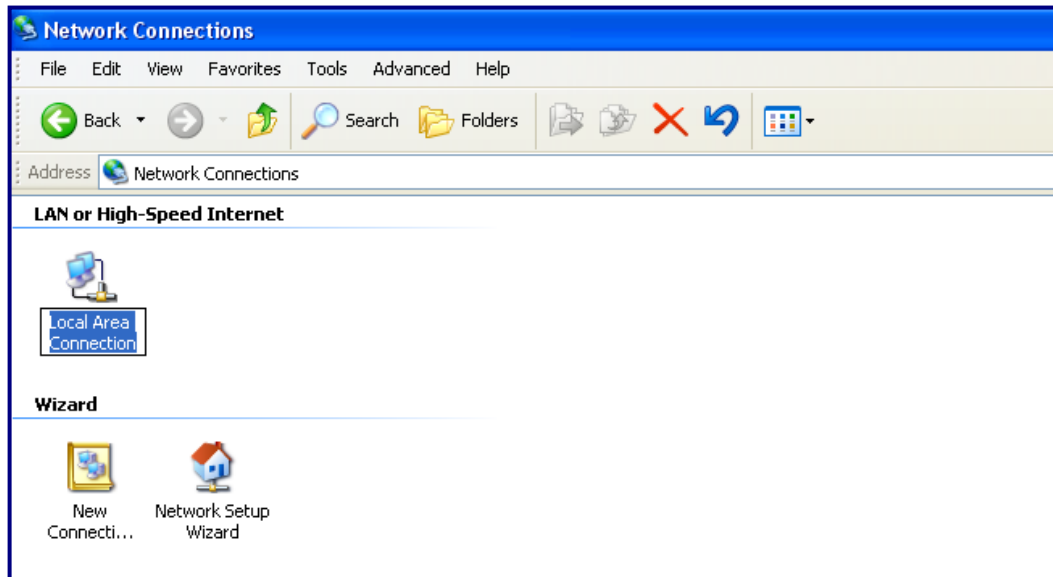 Network Connections
File Edit View Favorites Tools Advanced Help
Back Search Folders
Address Network Connections
LAN or High-Speed Internet
Local Area
Connection
Wizard
New Network Setup
Connecti... Wizard